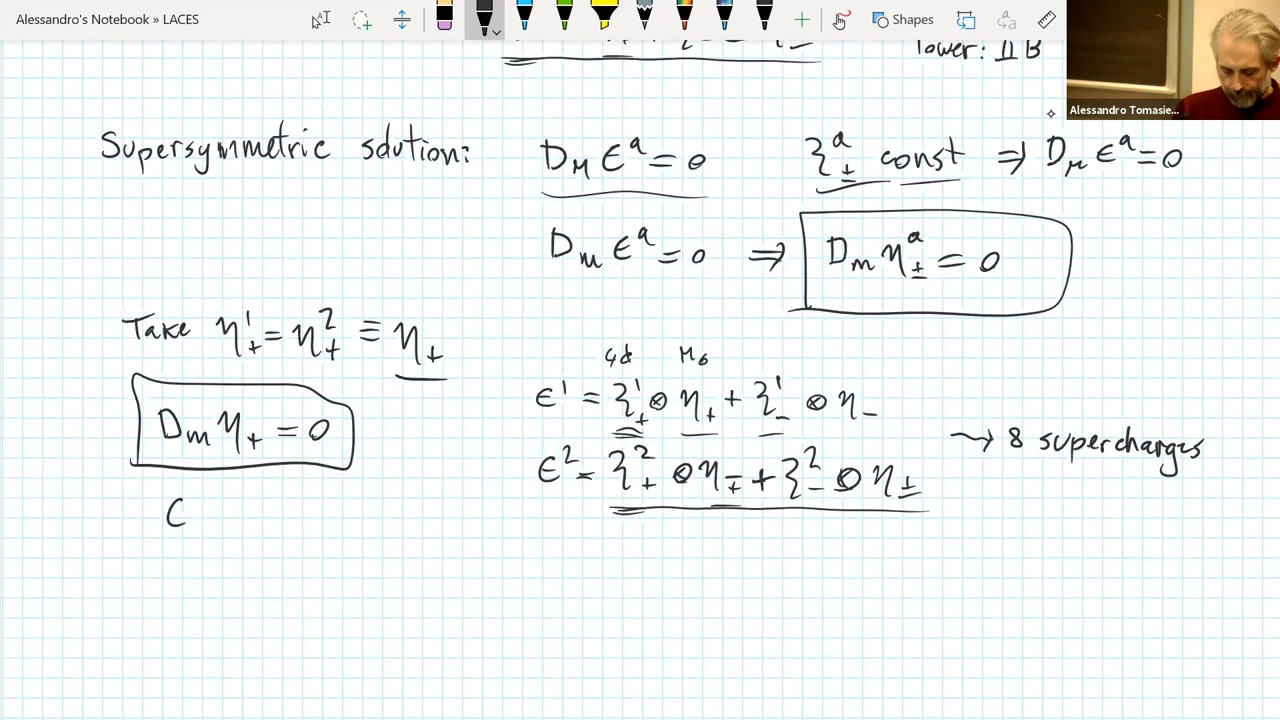 Alessandro's Notebook » LACES
Shapes
lower: II B
Alessandro Tomasie...
Supersymmetric solution: D_M ε^a = 0 ξ^a_± const ⇒ D_μ ε^a = 0
D_m ε^a = 0 ⇒ D_m η^a_± = 0
Take η^1_+ = η^2_+ ≡ η_+
4d M_6
D_m η_+ = 0
ε^1 = ξ^1_+ ⊗ η_+ + ξ^1_- ⊗ η_-
⇝ 8 supercharges
ε^2 = ξ^2_+ ⊗ η_∓ + ξ^2_- ⊗ η_±
C